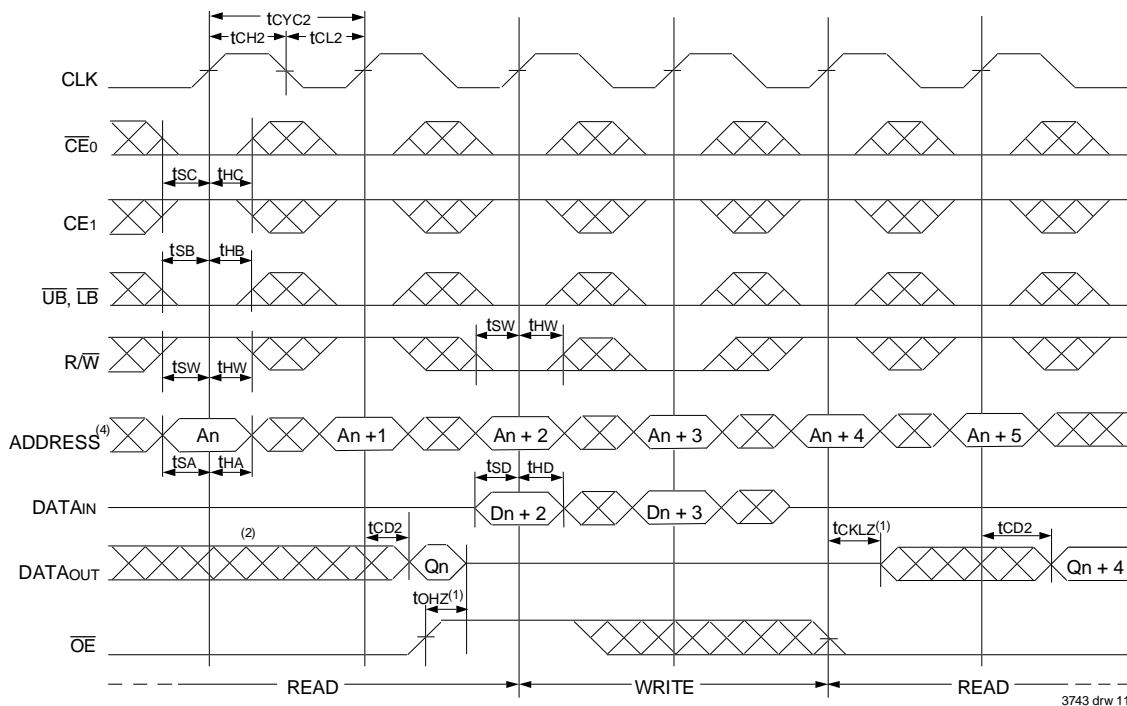 tCYC2
tCH2 tCL2
CLK
CE0
tSC tHC
CE1
tSB tHB
UB, LB
tSW tHW
R/W
tSW tHW
ADDRESS(4) An An +1 An + 2 An + 3 An + 4 An + 5
tSA tHA tSD tHD
DATAIN Dn + 2 Dn + 3
(2) tCD2 tCKLZ(1) tCD2
DATAOUT Qn Qn + 4
tOHZ(1)
OE
READ WRITE READ
3743 drw 11